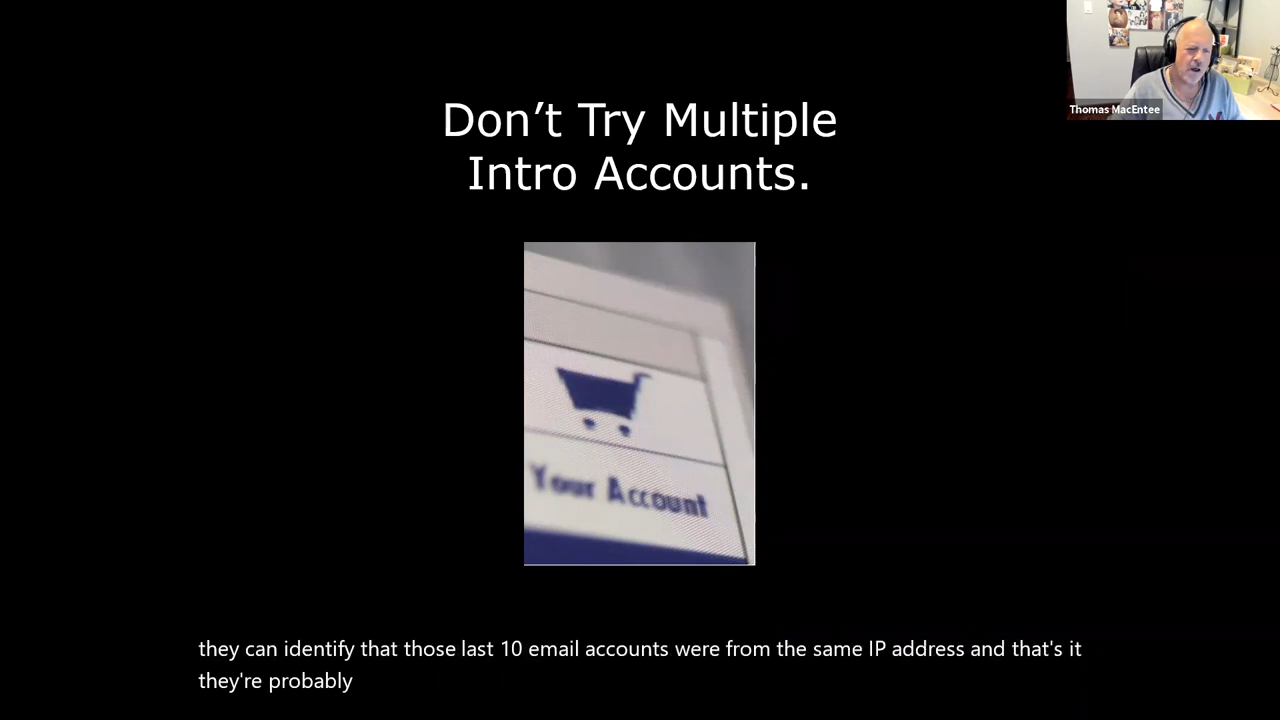 Don’t Try Multiple
Intro Accounts.
Thomas MacEntee
Your Account
they can identify that those last 10 email accounts were from the same IP address and that's it
they're probably